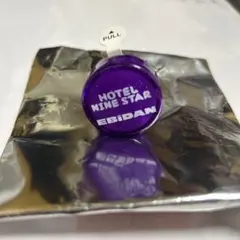 PULL
HOTEL
NINE STAR
EBiDAN